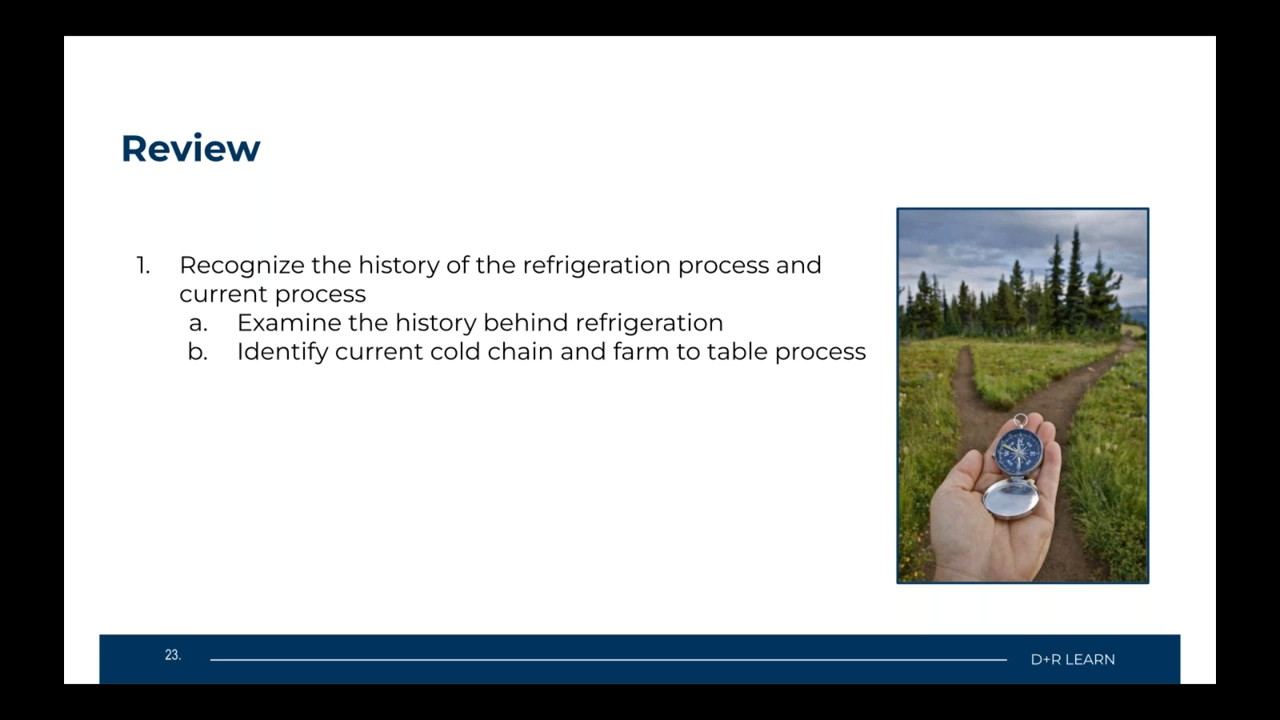 Review
1. Recognize the history of the refrigeration process and
current process
a. Examine the history behind refrigeration
b. Identify current cold chain and farm to table process
23.
D+R LEARN